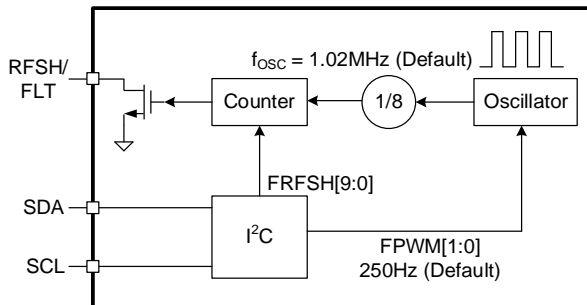 RFSH/
FLT
fOSC = 1.02MHz (Default)
Counter
1/8
Oscillator
FRFSH[9:0]
SDA
I²C
FPWM[1:0]
250Hz (Default)
SCL